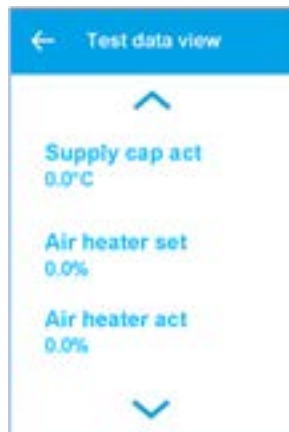 Test data view
Supply cap act
0.0°C
Air heater set
0.0%
Air heater act
0.0%